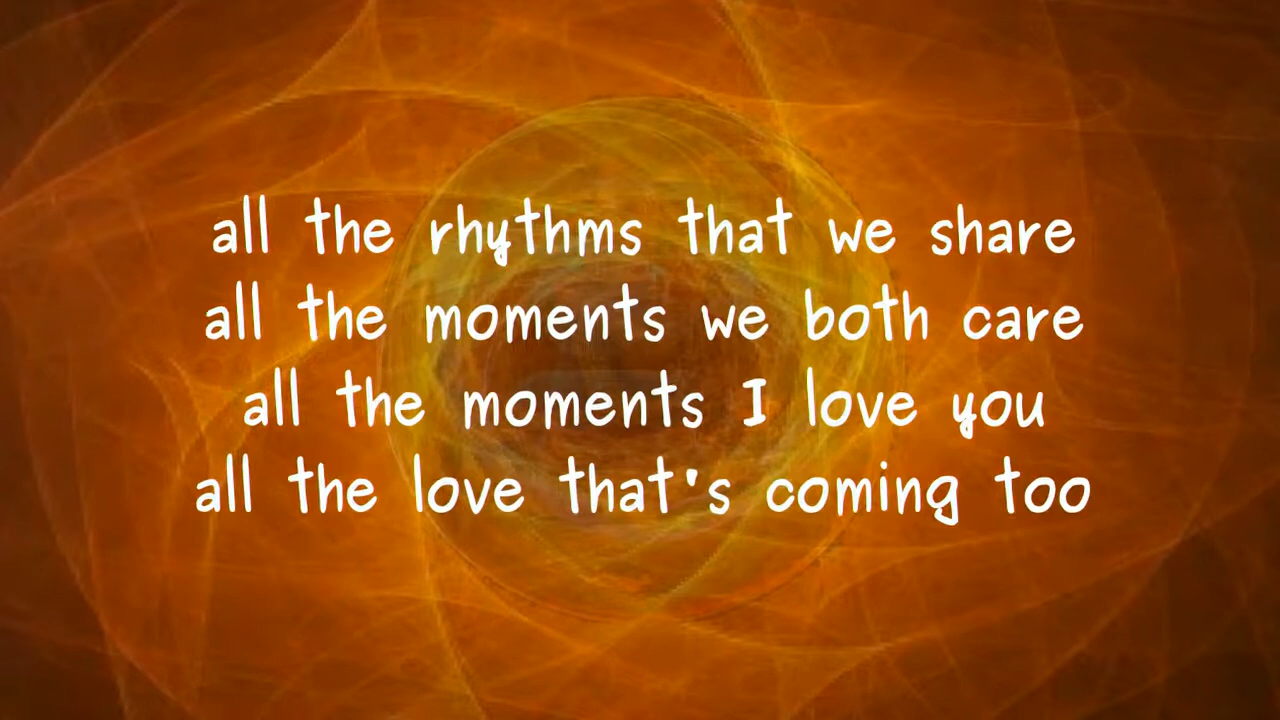 all the rhythms that we share
all the moments we both care
all the moments I love you
all the love that's coming too